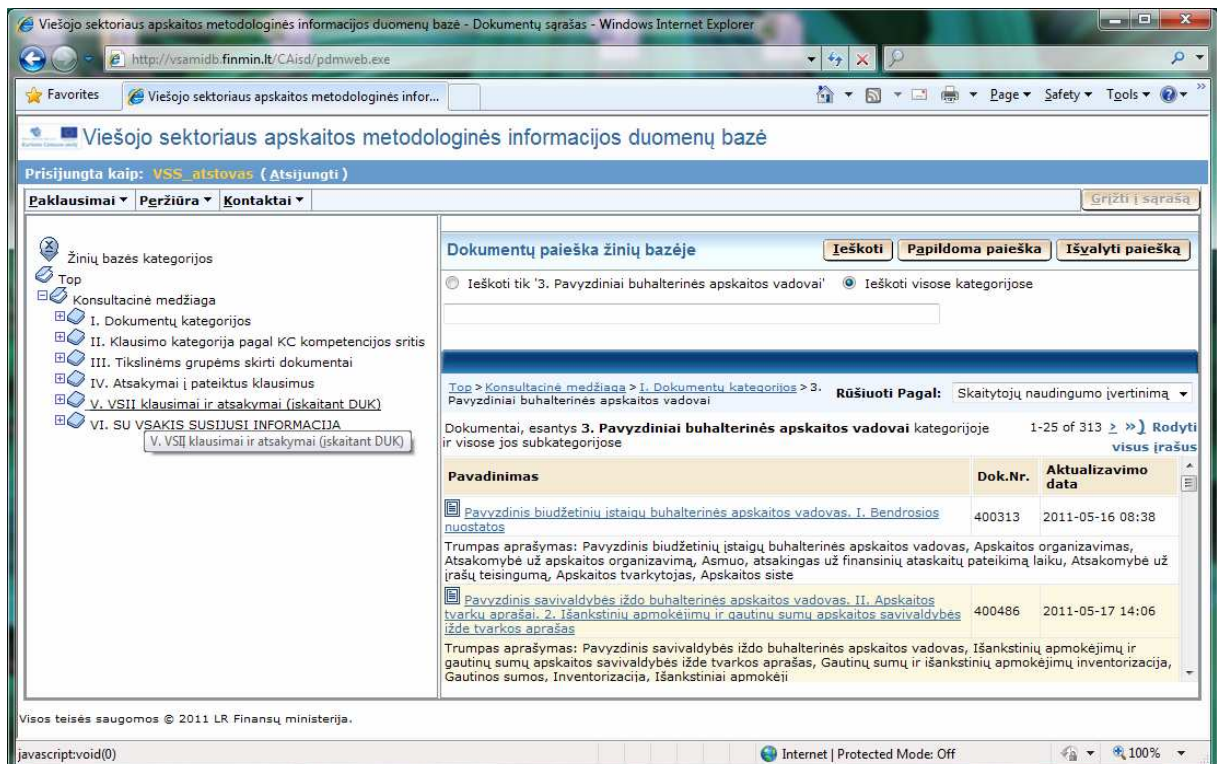 Viešojo sektoriaus apskaitos metodologinės informacijos duomenų bazė - Dokumentų sąrašas - Windows Internet Explorer
http://vsamidb.finmin.lt/CAisd/pdmweb.exe
Favorites
Viešojo sektoriaus apskaitos metodologinės infor...
Page
Safety
Tools
Viešojo sektoriaus apskaitos metodologinės informacijos duomenų bazė
Prisijungta kaip: VSS_atstovas ( Atsijungti )
Paklausimai
Peržiūra
Kontaktai
Grįžti į sąrašą
Žinių bazės kategorijos
Top
Konsultacinė medžiaga
I. Dokumentų kategorijos
II. Klausimo kategorija pagal KC kompetencijos sritis
III. Tikslinėms grupėms skirti dokumentai
IV. Atsakymai į pateiktus klausimus
V. VSII klausimai ir atsakymai (įskaitant DUK)
VI. SU VSAKIS SUSIJUSI INFORMACIJA
V. VSII klausimai ir atsakymai (įskaitant DUK)
Dokumentų paieška žinių bazėje
Ieškoti
Papildoma paieška
Išvalyti paiešką
Ieškoti tik '3. Pavyzdiniai buhalterinės apskaitos vadovai'
Ieškoti visose kategorijose
Top > Konsultacinė medžiaga > I. Dokumentų kategorijos > 3.
Pavyzdiniai buhalterinės apskaitos vadovai
Rūšiuoti Pagal:
Skaitytojų naudingumo įvertinimą
Dokumentai, esantys 3. Pavyzdiniai buhalterinės apskaitos vadovai kategorijoje
ir visose jos subkategorijose
1-25 of 313 > ») Rodyti
visus įrašus
Pavadinimas
Dok.Nr.
Aktualizavimo
data
Pavyzdinis biudžetinių įstaigų buhalterinės apskaitos vadovas. I. Bendrosios
nuostatos
400313
2011-05-16 08:38
Trumpas aprašymas: Pavyzdinis biudžetinių įstaigų buhalterinės apskaitos vadovas, Apskaitos organizavimas,
Atsakomybė už apskaitos organizavimą, Asmuo, atsakingas už finansinių ataskaitų pateikimą laiku, Atsakomybė už
įrašų teisingumą, Apskaitos tvarkytojas, Apskaitos siste
Pavyzdinis savivaldybės iždo buhalterinės apskaitos vadovas. II. Apskaitos
tvarkų aprašai. 2. Išankstinių apmokėjimų ir gautinų sumų apskaitos savivaldybės
ižde tvarkos aprašas
400486
2011-05-17 14:06
Trumpas aprašymas: Pavyzdinis savivaldybės iždo buhalterinės apskaitos vadovas, Išankstinių apmokėjimų ir
gautinų sumų apskaitos savivaldybės ižde tvarkos aprašas, Gautinų sumų ir išankstinių apmokėjimų inventorizacija,
Gautinos sumos, Inventorizacija, Išankstiniai apmokėji
Visos teisės saugomos © 2011 LR Finansų ministerija.
javascript:void(0)
Internet | Protected Mode: Off
100%